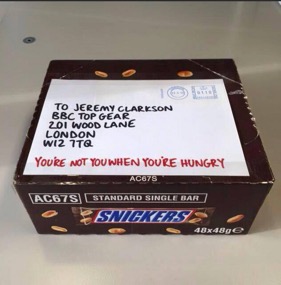 TO JEREMY CLARKSON
BBC TOP GEAR
201 WOOD LANE
LONDON
W12 7TQ
YOU'RE NOT YOU WHEN YOU'RE HUNGRY
AC67S
AC67S STANDARD SINGLE BAR
SNICKERS
48x48g e